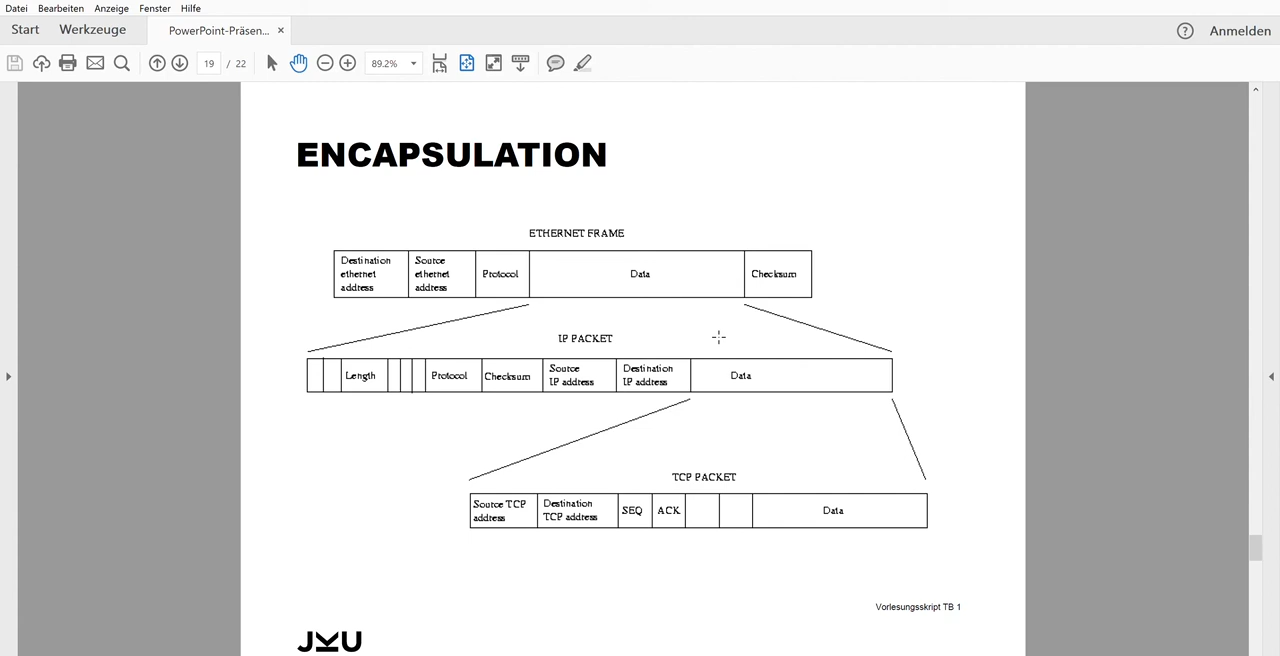 Datei Bearbeiten Anzeige Fenster Hilfe
Start Werkzeuge PowerPoint-Präsen... × ? Anmelden
19 / 22 89.2%
ENCAPSULATION
ETHERNET FRAME
Destination
ethernet
address
Source
ethernet
address
Protocol
Data
Checksum
IP PACKET
Length
Protocol
Checksum
Source
IP address
Destination
IP address
Data
TCP PACKET
Source TCP
address
Destination
TCP address
SEQ
ACK
Data
Vorlesungsskript TB 1
JKU